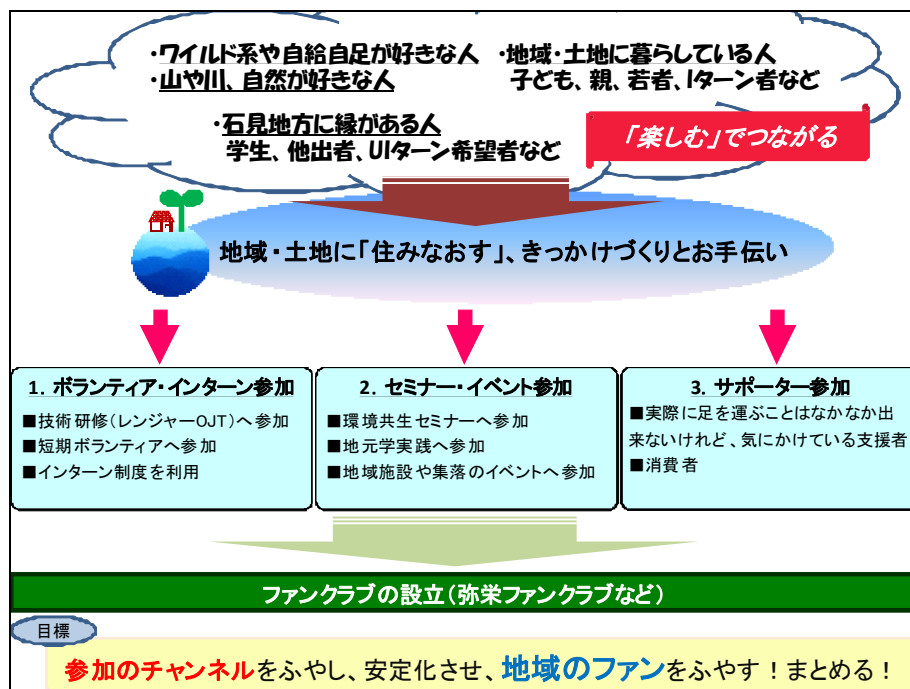 ・ワイルド系や自給自足が好きな人
・山や川、自然が好きな人
・地域・土地に暮らしている人
子ども、親、若者、Iターン者など
・石見地方に縁がある人
学生、他出者、UIターン希望者など
「楽しむ」でつながる
地域・土地に「住みなおす」、きっかけづくりとお手伝い
1. ボランティア・インターン参加
■技術研修(レンジャーOJT)へ参加
■短期ボランティアへ参加
■インターン制度を利用
2. セミナー・イベント参加
■環境共生セミナーへ参加
■地元学実践へ参加
■地域施設や集落のイベントへ参加
3. サポーター参加
■実際に足を運ぶことはなかなか出
来ないけれど、気にかけている支援者
■消費者
ファンクラブの設立(弥栄ファンクラブなど)
目標
参加のチャンネルをふやし、安定化させ、地域のファンをふやす！まとめる！